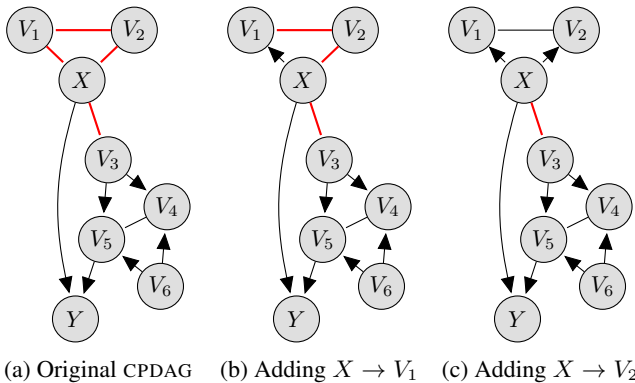 V₁ V₂ V₁ V₂ V₁ V₂
X X X
V₃ V₃ V₃
V₄ V₄ V₄
V₅ V₅ V₅
V₆ V₆ V₆
Y Y Y
(a) Original CPDAG (b) Adding X → V₁ (c) Adding X → V₂